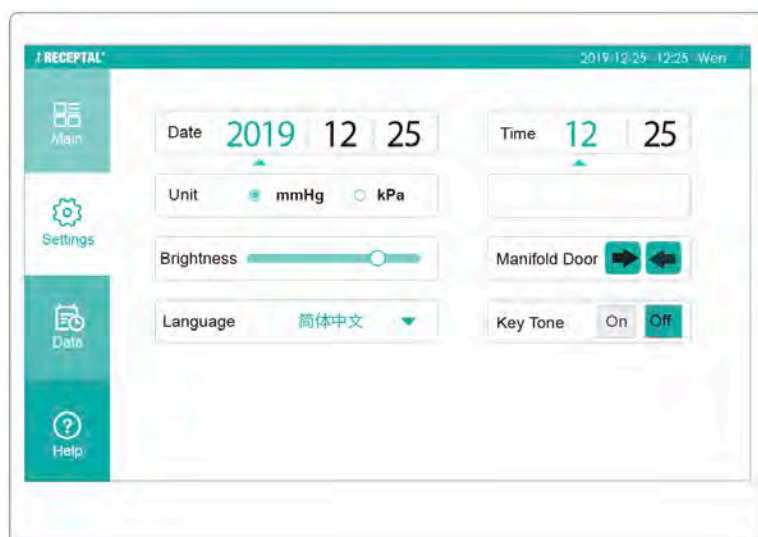 RECEPTAL
2019-12-25 12:25 Wen
Main
Settings
Data
Help
Date 2019 12 25
Time 12 25
Unit mmHg kPa
Brightness
Manifold Door
Language 简体中文
Key Tone On Off